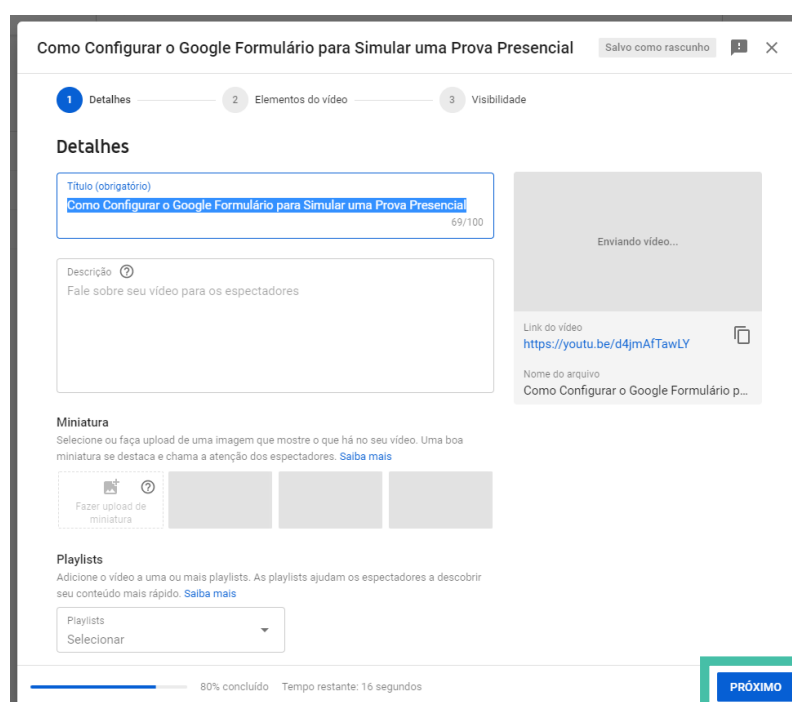 Como Configurar o Google Formulário para Simular uma Prova Presencial
Salvo como rascunho
1 Detalhes
2 Elementos do vídeo
3 Visibilidade
Detalhes
Título (obrigatório)
Como Configurar o Google Formulário para Simular uma Prova Presencial
69/100
Enviando vídeo...
Descrição
Fale sobre seu vídeo para os espectadores
Link do vídeo
https://youtu.be/d4jmAfTawLY
Nome do arquivo
Como Configurar o Google Formulário p...
Miniatura
Selecione ou faça upload de uma imagem que mostre o que há no seu vídeo. Uma boa
miniatura se destaca e chama a atenção dos espectadores. Saiba mais
Fazer upload de
miniatura
Playlists
Adicione o vídeo a uma ou mais playlists. As playlists ajudam os espectadores a descobrir
seu conteúdo mais rápido. Saiba mais
Playlists
Selecionar
80% concluído Tempo restante: 16 segundos
PRÓXIMO